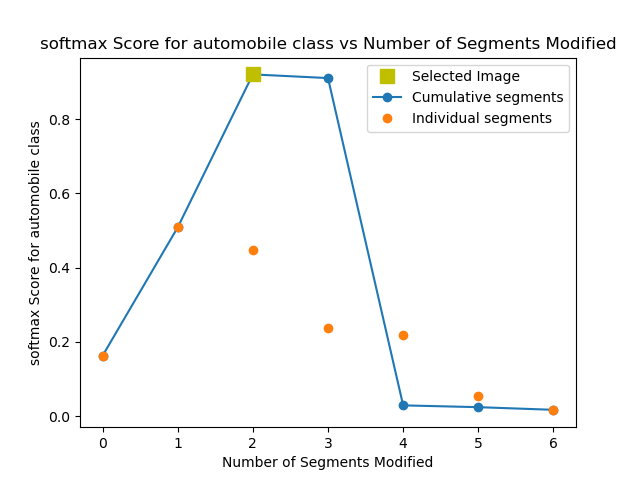 softmax Score for automobile class vs Number of Segments Modified
Selected Image
Cumulative segments
Individual segments
softmax Score for automobile class
0.8
0.6
0.4
0.2
0.0
0 1 2 3 4 5 6
Number of Segments Modified